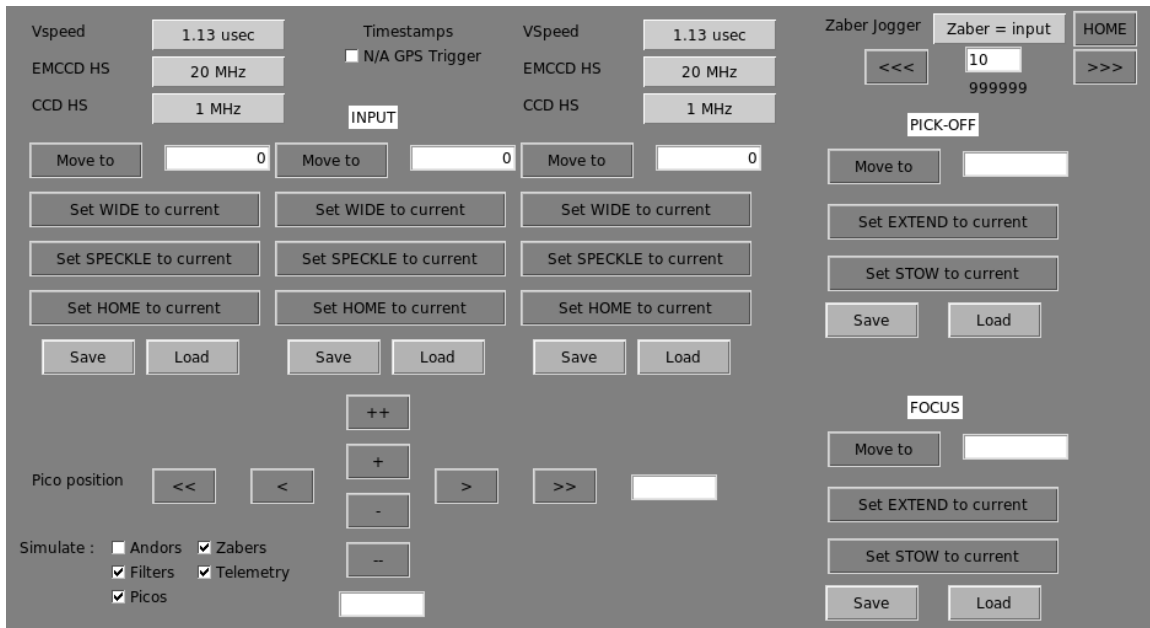 Vspeed 1.13 usec Timestamps VSpeed 1.13 usec Zaber Jogger Zaber = input HOME
N/A GPS Trigger
EMCCD HS 20 MHz EMCCD HS 20 MHz <<< 10 >>>
999999
CCD HS 1 MHz INPUT CCD HS 1 MHz
PICK-OFF
Move to 0 Move to 0 Move to 0 Move to
Set WIDE to current Set WIDE to current Set WIDE to current Set EXTEND to current
Set SPECKLE to current Set SPECKLE to current Set SPECKLE to current Set STOW to current
Set HOME to current Set HOME to current Set HOME to current Save Load
Save Load Save Load Save Load
++
FOCUS
+
Move to
Pico position << < > >>
-
Set EXTEND to current
Simulate : Andors Zabers
-- Set STOW to current
Filters Telemetry
Picos
Save Load